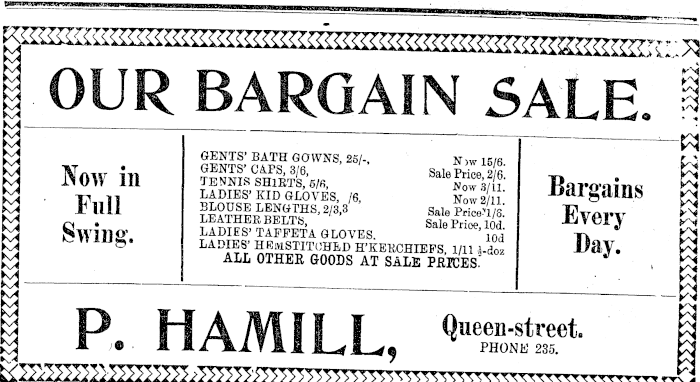 OUR BARGAIN SALE.
Now in
Full
Swing.
GENTS' BATH GOWNS, 25/-, Now 15/6.
GENTS' CAPS, 3/6, Sale Price, 2/6.
TENNIS SHIRTS, 5/6, Now 3/11.
LADIES' KID GLOVES, /6, Now 2/11.
BLOUSE LENGTHS, 2/3,3 Sale Price 1/6.
LEATHER BELTS, Sale Price, 10d.
LADIES' TAFFETA GLOVES, 10d
LADIES' HEMSTITCHED H'KERCHIEFS, 1/11 ½-doz
ALL OTHER GOODS AT SALE PRICES.
Bargains
Every
Day.
P. HAMILL,
Queen-street.
PHONE 235.